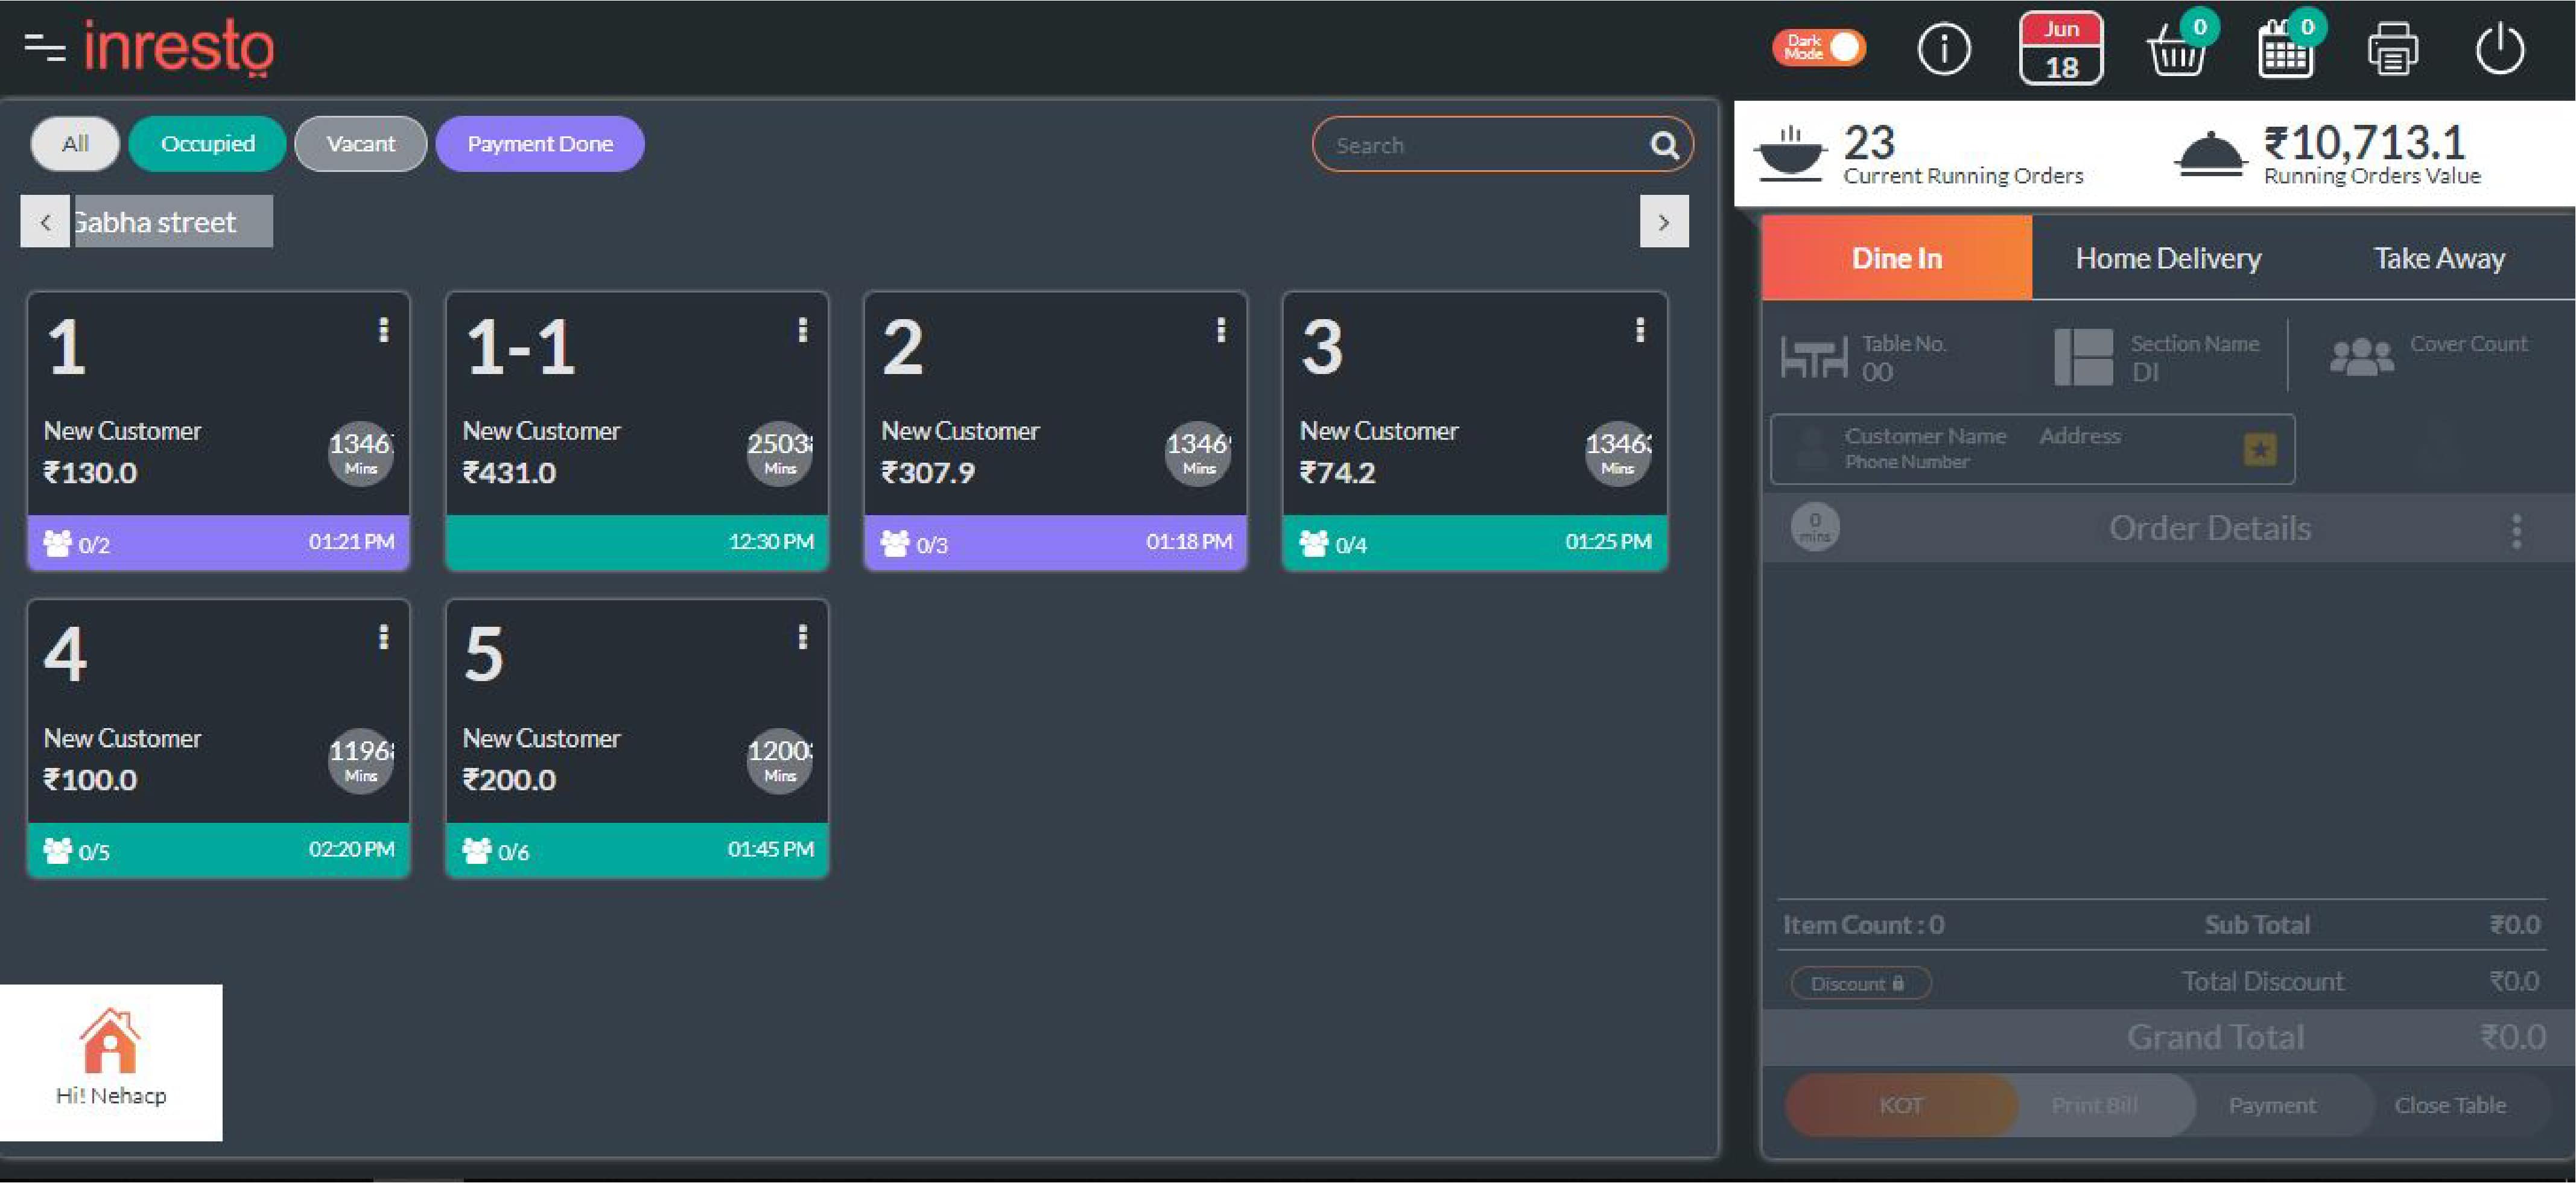 inresto
Dark Mode
Jun
18
0
0
All
Occupied
Vacant
Payment Done
Search
23
Current Running Orders
₹10,713.1
Running Orders Value
< Gabha street >
Dine In
Home Delivery
Take Away
1
New Customer
₹130.0
1346
Mins
0/2
01:21 PM
1-1
New Customer
₹431.0
2503
Mins
12:30 PM
2
New Customer
₹307.9
1346
Mins
0/3
01:18 PM
3
New Customer
₹74.2
1346
Mins
0/4
01:25 PM
4
New Customer
₹100.0
1196
Mins
0/5
02:20 PM
5
New Customer
₹200.0
1200
Mins
0/6
01:45 PM
Hi! Nehacp
Table No.
00
Section Name
DI
Cover Count
Customer Name
Address
Phone Number
0
mins
Order Details
Item Count : 0
Sub Total
₹0.0
Discount
Total Discount
₹0.0
Grand Total
₹0.0
KOT
Print Bill
Payment
Close Table